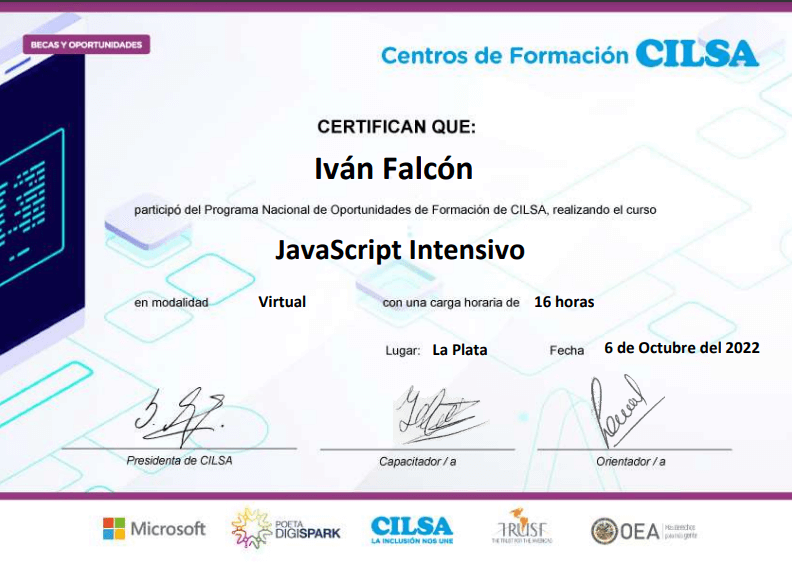 BECAS Y OPORTUNIDADES
Centros de Formación CILSA
CERTIFICAN QUE:
Iván Falcón
participó del Programa Nacional de Oportunidades de Formación de CILSA, realizando el curso
JavaScript Intensivo
en modalidad Virtual con una carga horaria de 16 horas
Lugar: La Plata Fecha 6 de Octubre del 2022
Presidenta de CILSA Capacitador / a Orientador / a
Microsoft
POETA
DIGISPARK
CILSA
LA INCLUSIÓN NOS UNE
TRUST
THE TRUST FOR THE AMERICAS
OEA
Más derechos
para más gente